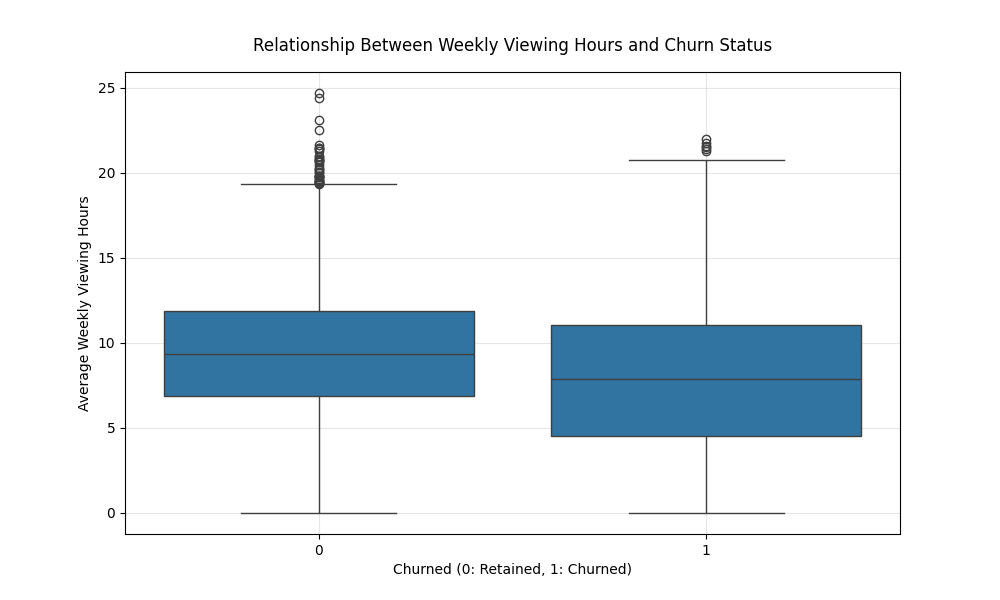 Relationship Between Weekly Viewing Hours and Churn Status
Average Weekly Viewing Hours
25
20
15
10
5
0
0
1
Churned (0: Retained, 1: Churned)